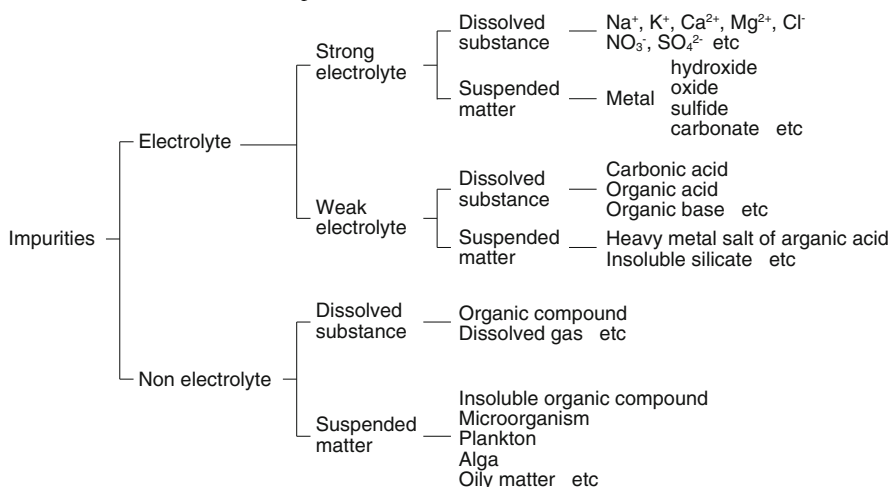 Dissolved substance
Na⁺, K⁺, Ca²⁺, Mg²⁺, Cl⁻
NO₃⁻, SO₄²⁻ etc
Strong electrolyte
Suspended matter
Metal
hydroxide
oxide
sulfide
carbonate etc
Electrolyte
Weak electrolyte
Dissolved substance
Carbonic acid
Organic acid
Organic base etc
Suspended matter
Heavy metal salt of arganic acid
Insoluble silicate etc
Impurities
Non electrolyte
Dissolved substance
Organic compound
Dissolved gas etc
Suspended matter
Insoluble organic compound
Microorganism
Plankton
Alga
Oily matter etc